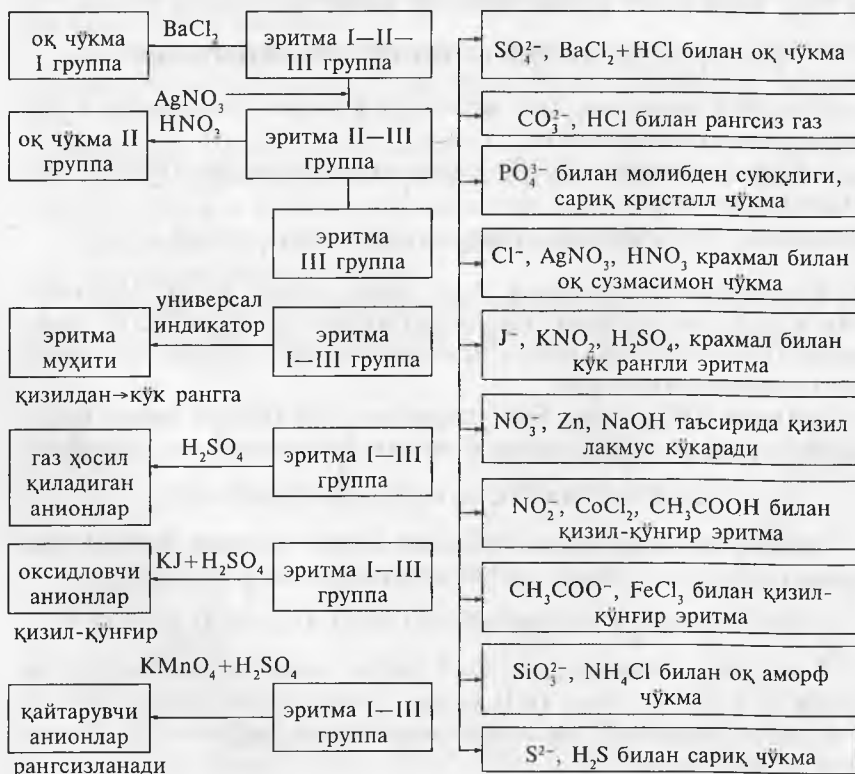 оқ чўкма
I группа
BaCl₂
эритма I—II—
III группа
AgNO₃
HNO₂
оқ чўкма II
группа
эритма II—III
группа
эритма
III группа
универсал
индикатор
эритма
муҳити
эритма
I—III группа
қизилдан→кўк рангга
газ ҳосил
қиладиган
анионлар
H₂SO₄
эритма I—III
группа
оксидловчи
анионлар
KJ+H₂SO₄
эритма I—III
группа
қизил-қўнғир
KMnO₄+H₂SO₄
қайтарувчи
анионлар
эритма I—III
группа
рангсизланади
SO₄²⁻, BaCl₂+HCl билан оқ чўкма
CO₃²⁻, HCl билан рангсиз газ
PO₄³⁻ билан молибден суюқлиги,
сариқ кристалл чўкма
Cl⁻, AgNO₃, HNO₃ крахмал билан
оқ сузмасимон чўкма
J⁻, KNO₂, H₂SO₄, крахмал билан
кўк рангли эритма
NO₃⁻, Zn, NaOH таъсирида қизил
лакмус кўкаради
NO₂⁻, CoCl₂, CH₃COOH билан
қизил-қўнгир эритма
CH₃COO⁻, FeCl₃ билан қизил-
қўнғир эритма
SiO₃²⁻, NH₄Cl билан оқ аморф
чўкма
S²⁻, H₂S билан сариқ чўкма